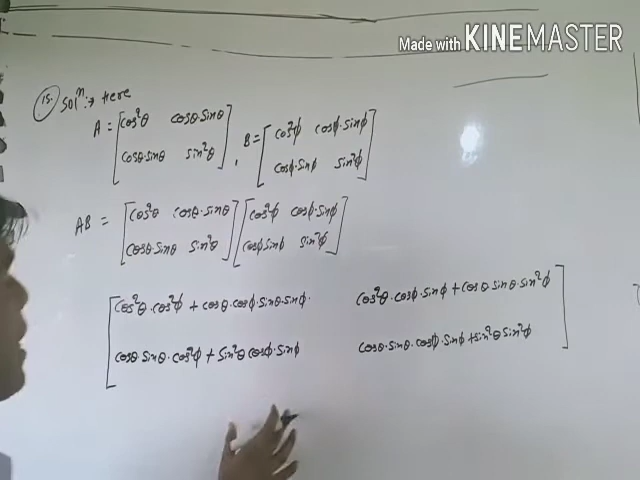 Made with KINEMASTER
15. Solⁿ:→ Here
A = [cos²θ cosθ·sinθ
cosθ·sinθ sin²θ], B = [cos²ϕ cosϕ·sinϕ
cosϕ·sinϕ sin²ϕ]
AB = [cos²θ cosθ·sinθ
cosθ·sinθ sin²θ] [cos²ϕ cosϕ·sinϕ
cosϕ sinϕ sin²ϕ]
[cos²θ·cos²ϕ + cosθ·cosϕ·sinθ·sinϕ· cos²θ·cosϕ·sinϕ + cosθ sinθ·sin²ϕ
cosθ sinθ·cos²ϕ + sin²θ cosϕ·sinϕ cosθ·sinθ·cosϕ·sinϕ + sin²θ sin²ϕ]